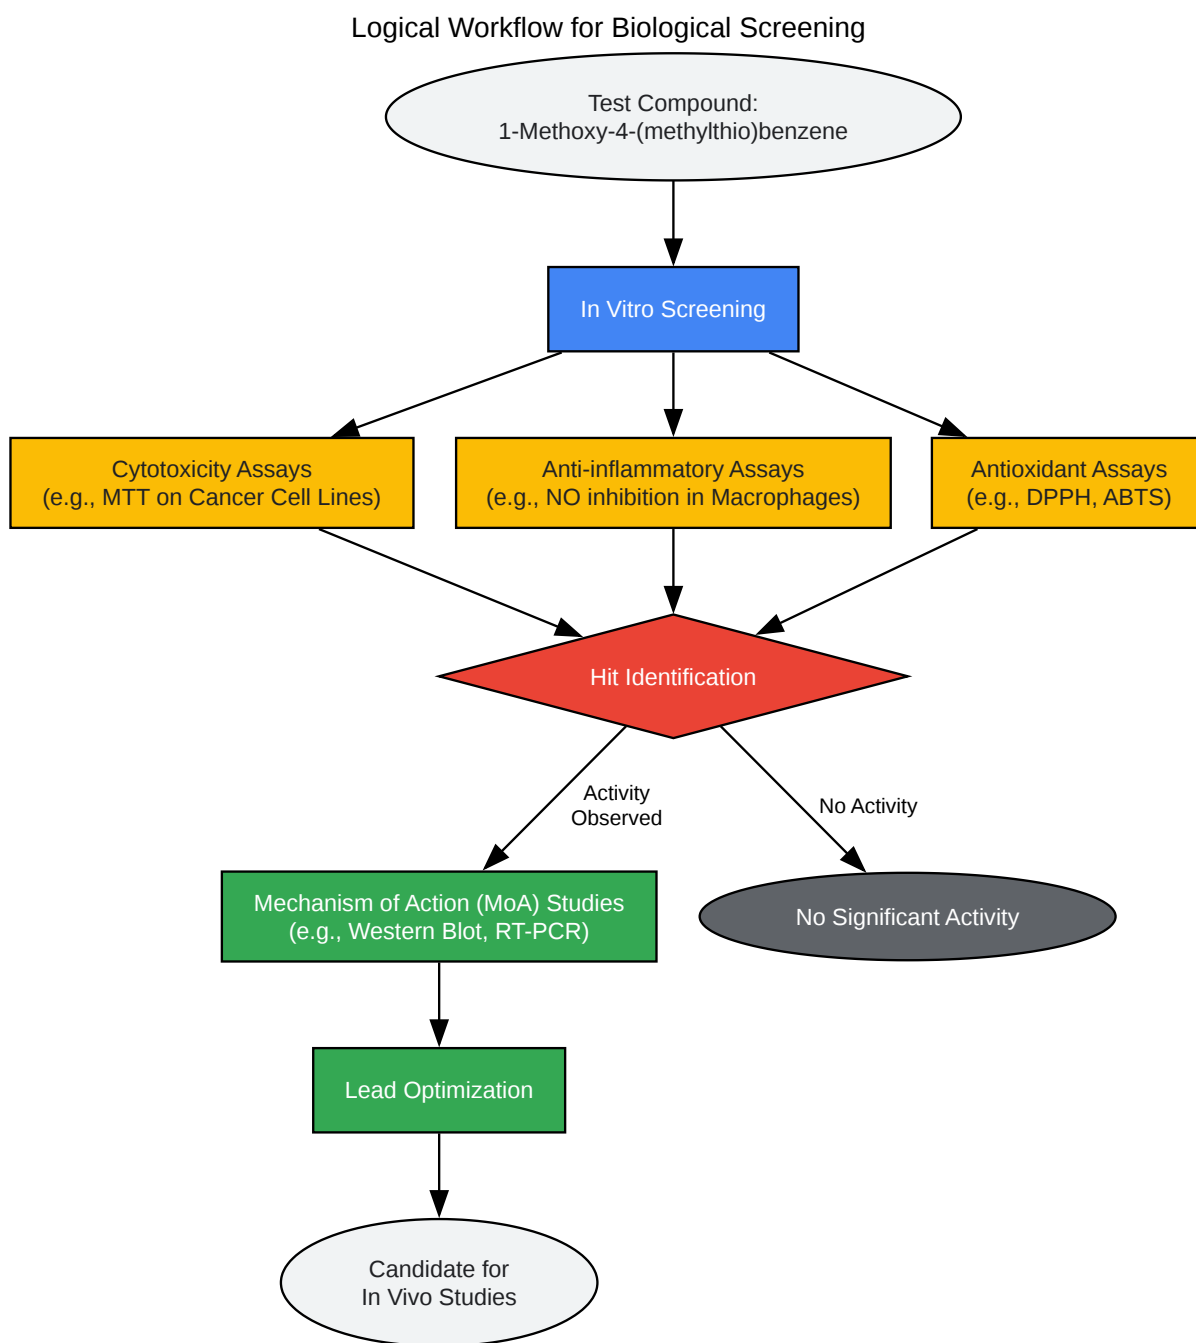 Logical Workflow for Biological Screening
Test Compound:
1-Methoxy-4-(methylthio)benzene
In Vitro Screening
Cytotoxicity Assays
(e.g., MTT on Cancer Cell Lines)
Anti-inflammatory Assays
(e.g., NO inhibition in Macrophages)
Antioxidant Assays
(e.g., DPPH, ABTS)
Hit Identification
Activity
Observed
No Activity
Mechanism of Action (MoA) Studies
(e.g., Western Blot, RT-PCR)
No Significant Activity
Lead Optimization
Candidate for
In Vivo Studies